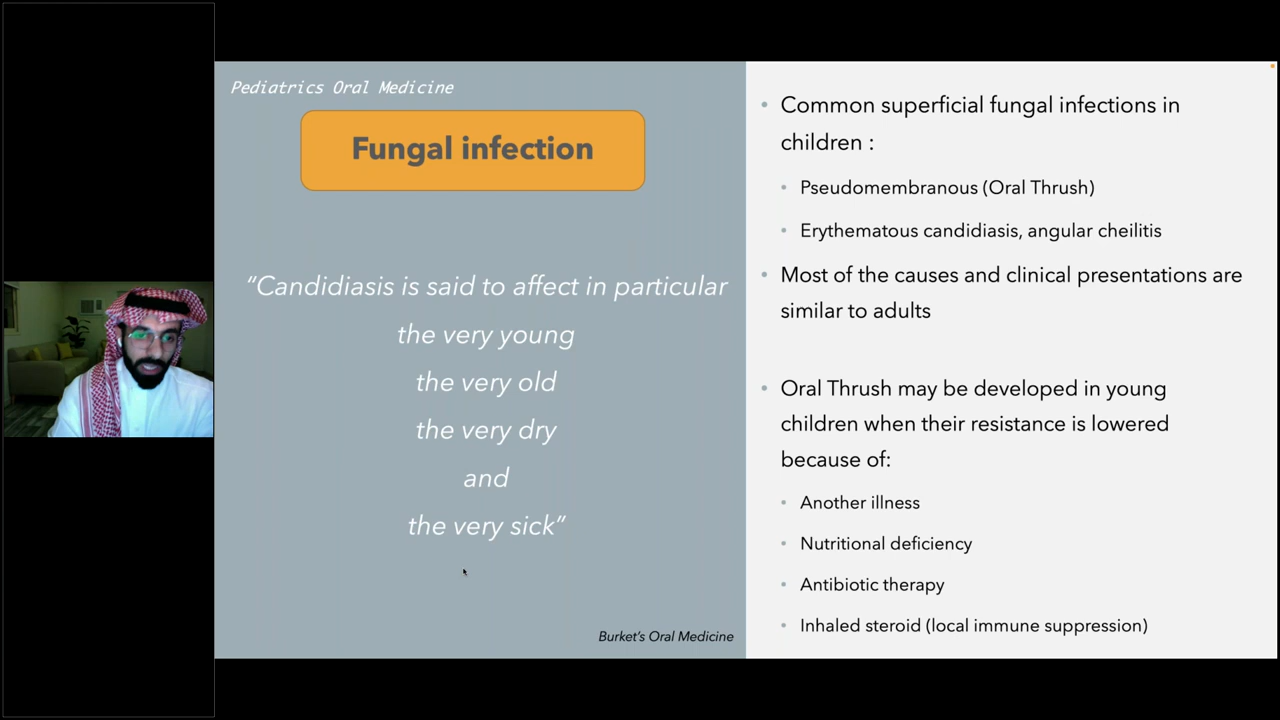 Pediatrics Oral Medicine
Fungal infection
“Candidiasis is said to affect in particular
the very young
the very old
the very dry
and
the very sick”
Burket’s Oral Medicine
• Common superficial fungal infections in
children :
• Pseudomembranous (Oral Thrush)
• Erythematous candidiasis, angular cheilitis
• Most of the causes and clinical presentations are
similar to adults
• Oral Thrush may be developed in young
children when their resistance is lowered
because of:
• Another illness
• Nutritional deficiency
• Antibiotic therapy
• Inhaled steroid (local immune suppression)